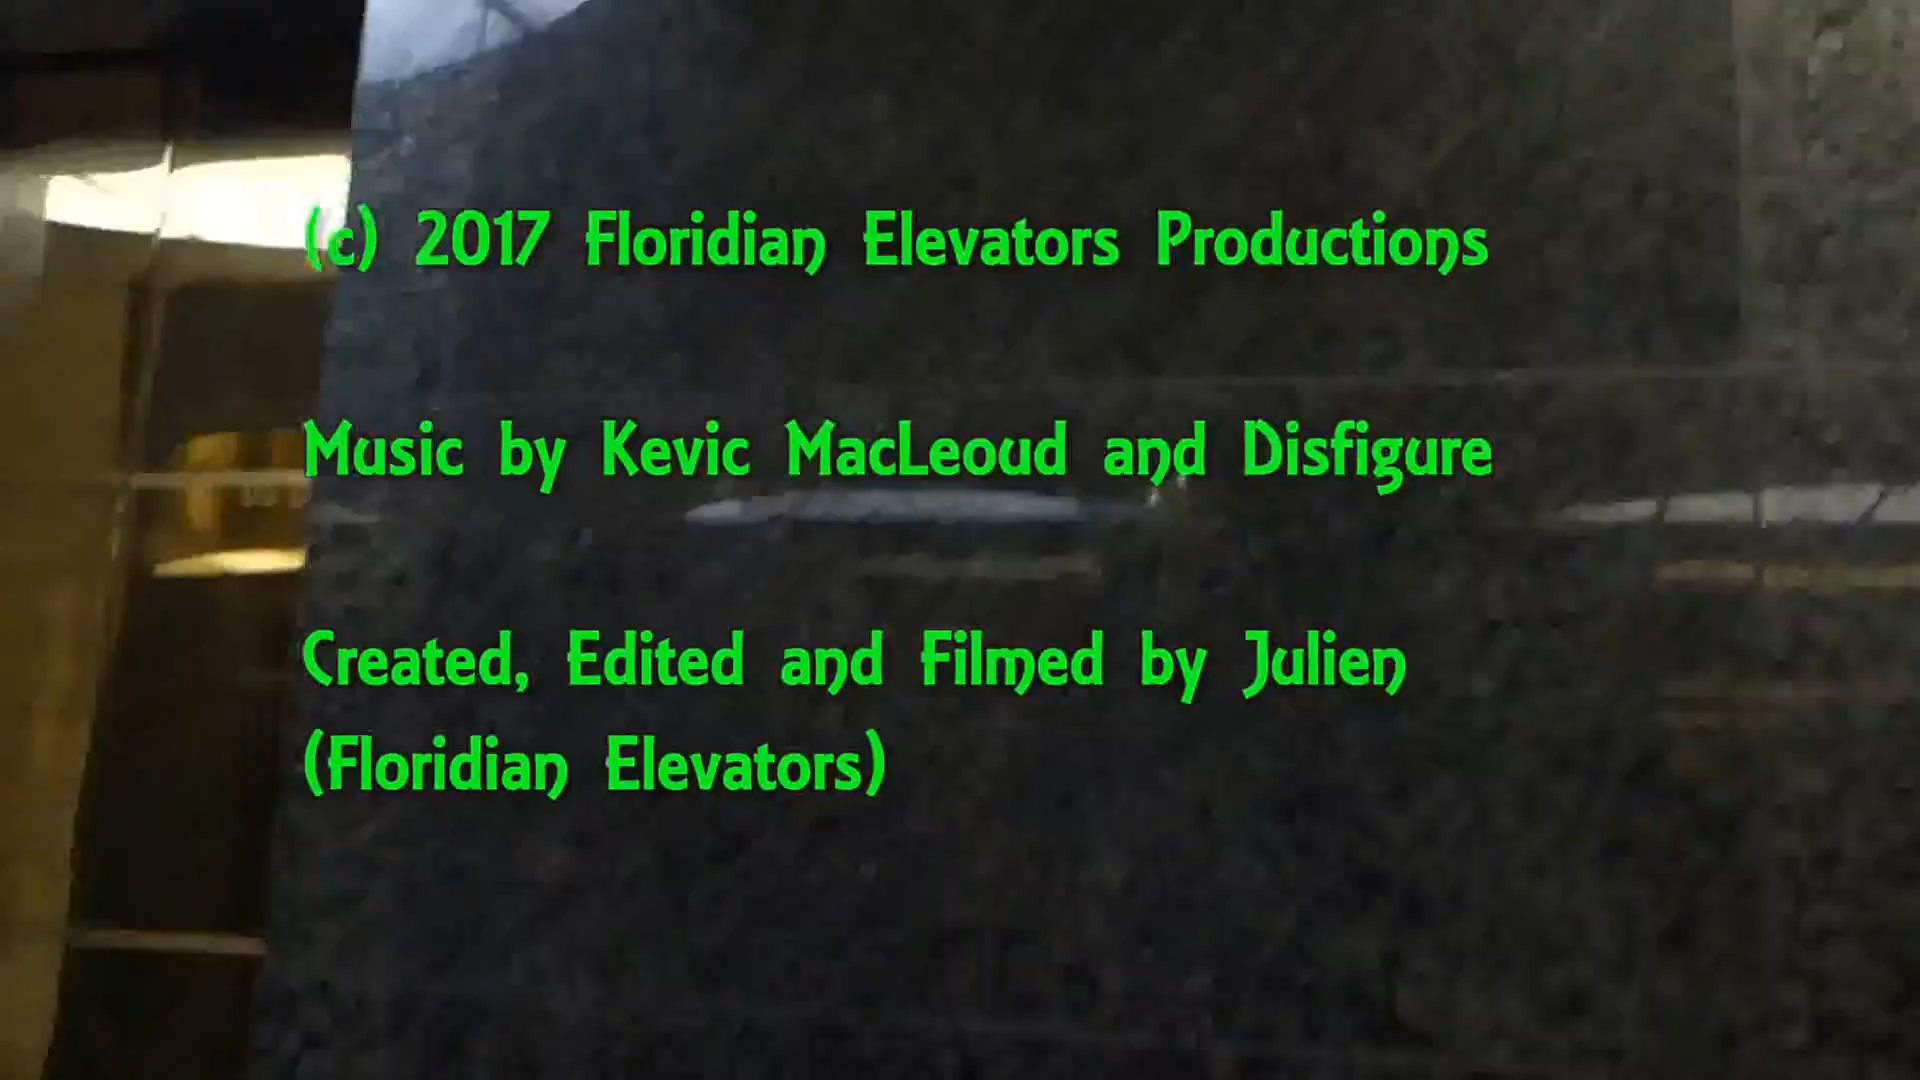 (c) 2017 Floridian Elevators Productions
Music by Kevic MacLeoud and Disfigure
Created, Edited and Filmed by Julien
(Floridian Elevators)